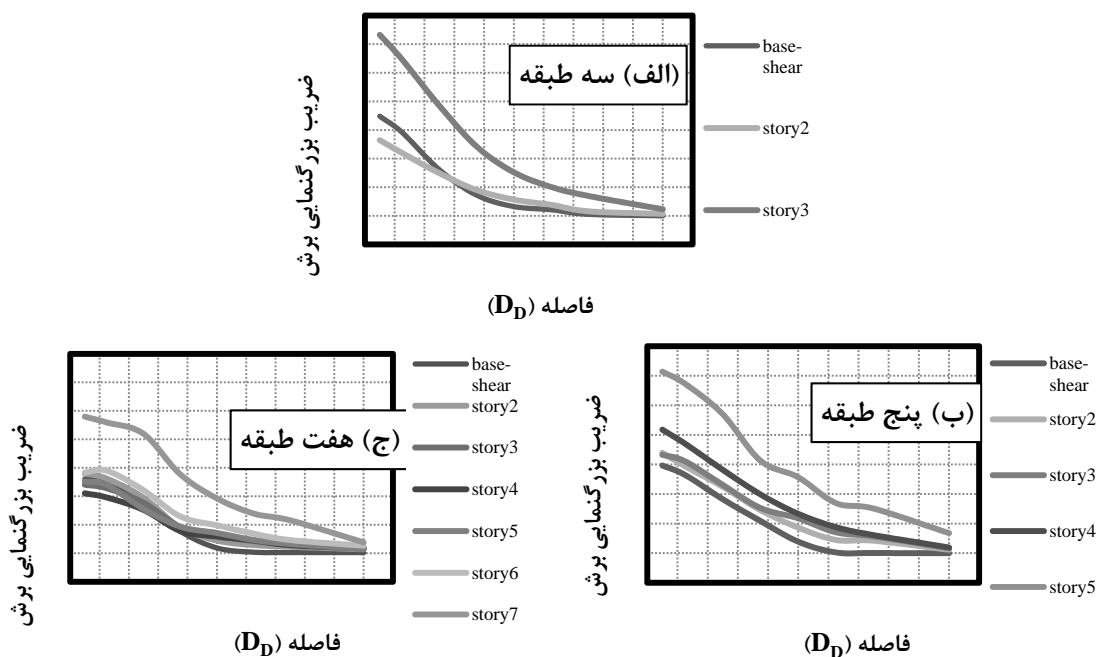 (الف) سه طبقه
base-
shear
story2
story3
ضریب بزرگنمایی برش
فاصله (D_D)
(ب) پنج طبقه
base-
shear
story2
story3
story4
story5
ضریب بزرگنمایی برش
فاصله (D_D)
(ج) هفت طبقه
base-
shear
story2
story3
story4
story5
story6
story7
ضریب بزرگنمایی برش
فاصله (D_D)